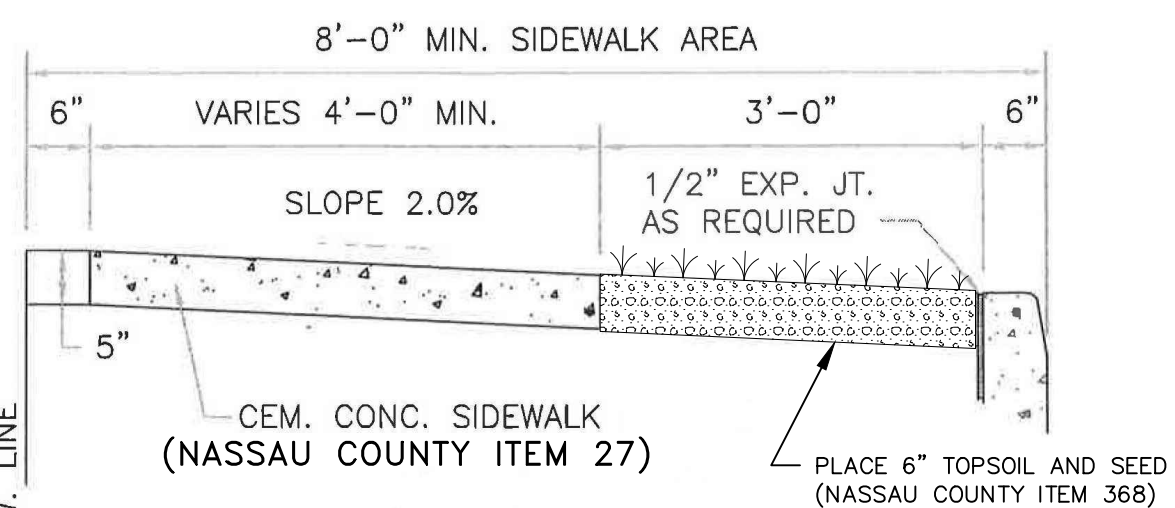 8'-0" MIN. SIDEWALK AREA
6"
VARIES 4'-0" MIN.
3'-0"
6"
SLOPE 2.0%
1/2" EXP. JT.
AS REQUIRED
5"
CEM. CONC. SIDEWALK
(NASSAU COUNTY ITEM 27)
LINE
PLACE 6" TOPSOIL AND SEED
(NASSAU COUNTY ITEM 368)